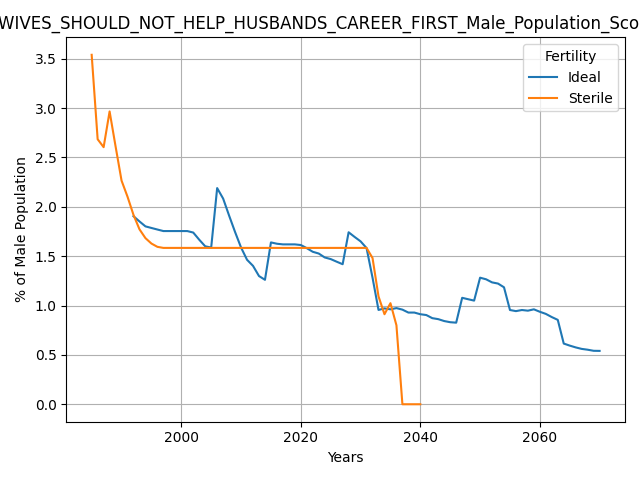 WIVES_SHOULD_NOT_HELP_HUSBANDS_CAREER_FIRST_Male_Population_Sco
Fertility
Ideal
Sterile
% of Male Population
3.5
3.0
2.5
2.0
1.5
1.0
0.5
0.0
2000
2020
2040
2060
Years